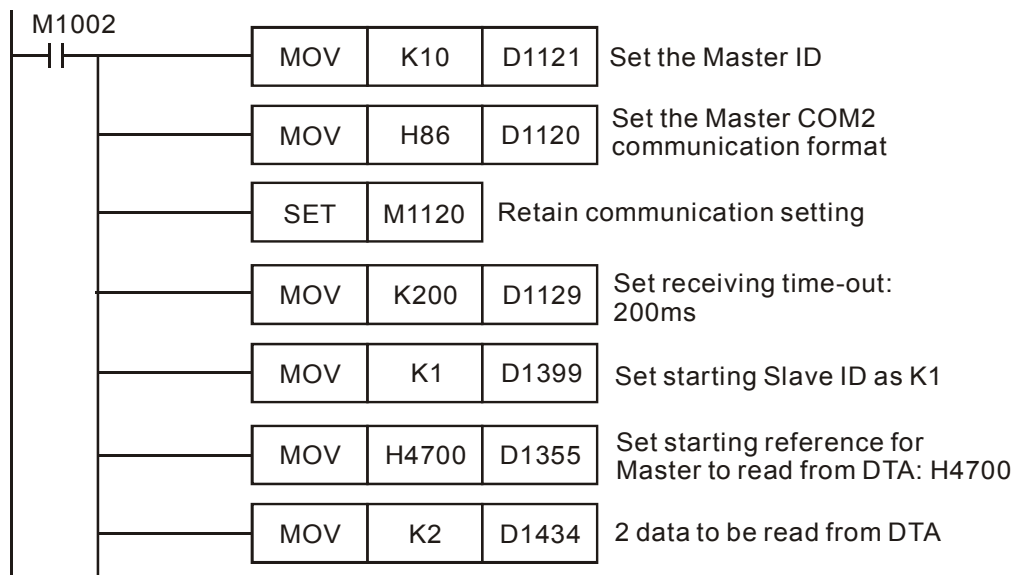 M1002
MOV K10 D1121 Set the Master ID
MOV H86 D1120 Set the Master COM2
communication format
SET M1120 Retain communication setting
MOV K200 D1129 Set receiving time-out:
200ms
MOV K1 D1399 Set starting Slave ID as K1
MOV H4700 D1355 Set starting reference for
Master to read from DTA: H4700
MOV K2 D1434 2 data to be read from DTA